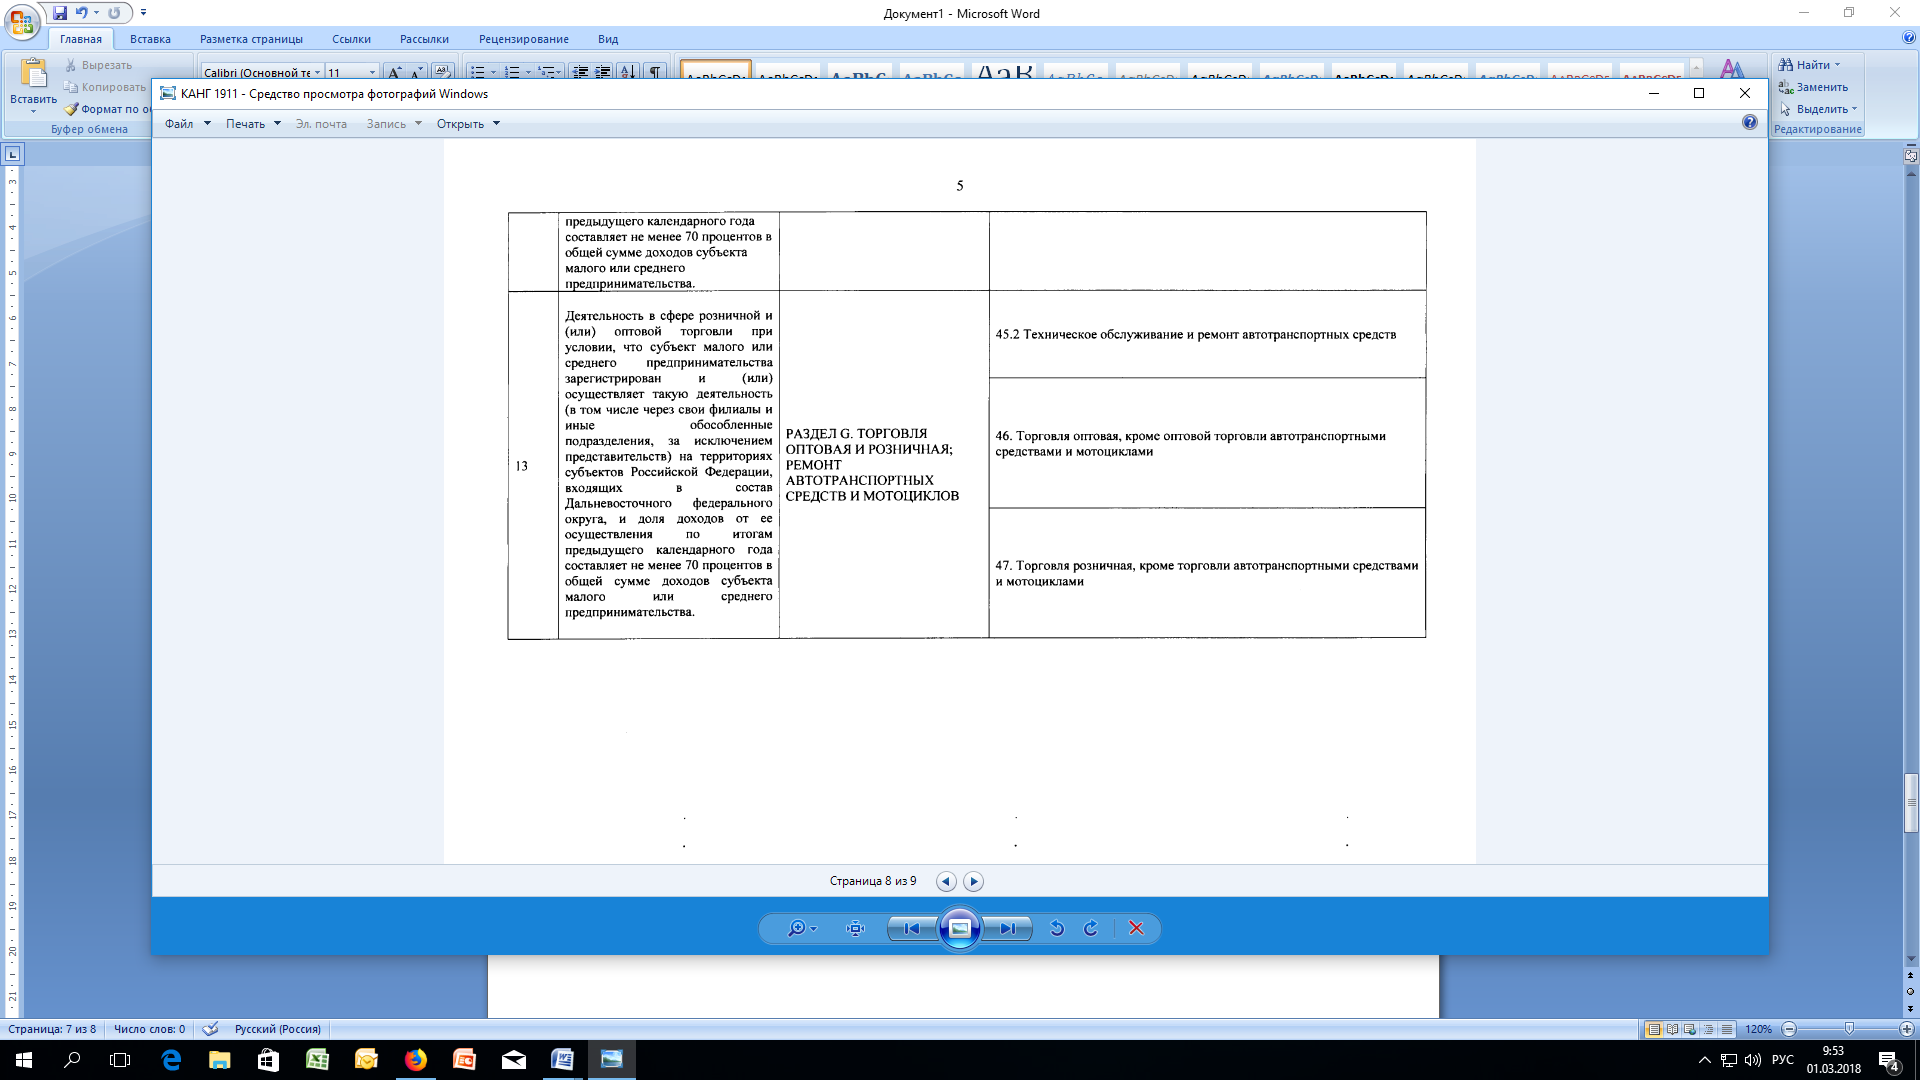 Документ1 - Microsoft Word
Главная
Вставка
Разметка страницы
Ссылки
Рассылки
Рецензирование
Вид
Вырезать
Копировать
Формат по об
Вставить
Буфер обмена
Calibri (Основной те
11
Найти
Заменить
Выделить
Редактирование
КАНГ 1911 - Средство просмотра фотографий Windows
Файл
Печать
Эл. почта
Запись
Открыть
5
предыдущего календарного года
составляет не менее 70 процентов в
общей сумме доходов субъекта
малого или среднего
предпринимательства.
13
Деятельность в сфере розничной и
(или) оптовой торговли при
условии, что субъект малого или
среднего предпринимательства
зарегистрирован и (или)
осуществляет такую деятельность
(в том числе через свои филиалы и
иные обособленные
подразделения, за исключением
представительств) на территориях
субъектов Российской Федерации,
входящих в состав
Дальневосточного федерального
округа, и доля доходов от ее
осуществления по итогам
предыдущего календарного года
составляет не менее 70 процентов в
общей сумме доходов субъекта
малого или среднего
предпринимательства.
РАЗДЕЛ G. ТОРГОВЛЯ
ОПТОВАЯ И РОЗНИЧНАЯ;
РЕМОНТ
АВТОТРАНСПОРТНЫХ
СРЕДСТВ И МОТОЦИКЛОВ
45.2 Техническое обслуживание и ремонт автотранспортных средств
46. Торговля оптовая, кроме оптовой торговли автотранспортными
средствами и мотоциклами
47. Торговля розничная, кроме торговли автотранспортными средствами
и мотоциклами
Страница 8 из 9
Страница: 7 из 8
Число слов: 0
Русский (Россия)
120%
РУС
9:53
01.03.2018
4